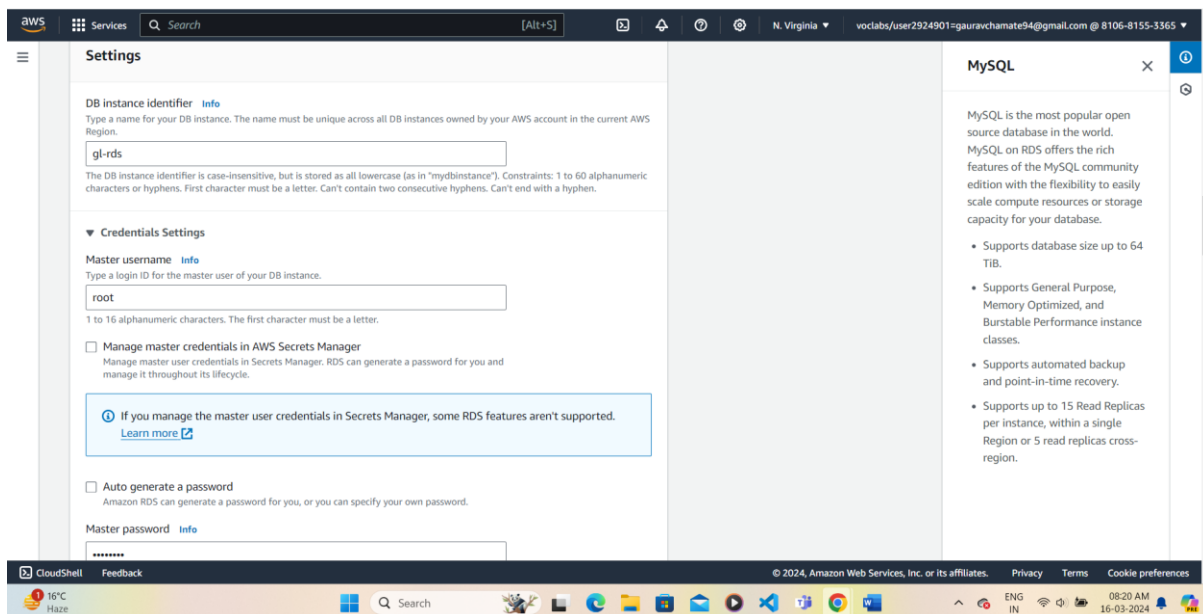 aws
Services
Search
[Alt+S]
N. Virginia
voclabs/user2924901=gauravchamate94@gmail.com @ 8106-8155-3365
Settings
DB instance identifier Info
Type a name for your DB instance. The name must be unique across all DB instances owned by your AWS account in the current AWS
Region.
gl-rds
The DB instance identifier is case-insensitive, but is stored as all lowercase (as in "mydbinstance"). Constraints: 1 to 60 alphanumeric
characters or hyphens. First character must be a letter. Can't contain two consecutive hyphens. Can't end with a hyphen.
Credentials Settings
Master username Info
Type a login ID for the master user of your DB instance.
root
1 to 16 alphanumeric characters. The first character must be a letter.
Manage master credentials in AWS Secrets Manager
Manage master user credentials in Secrets Manager. RDS can generate a password for you and
manage it throughout its lifecycle.
If you manage the master user credentials in Secrets Manager, some RDS features aren't supported.
Learn more
Auto generate a password
Amazon RDS can generate a password for you, or you can specify your own password.
Master password Info
••••••••
MySQL
MySQL is the most popular open
source database in the world.
MySQL on RDS offers the rich
features of the MySQL community
edition with the flexibility to easily
scale compute resources or storage
capacity for your database.
• Supports database size up to 64
TiB.
• Supports General Purpose,
Memory Optimized, and
Burstable Performance instance
classes.
• Supports automated backup
and point-in-time recovery.
• Supports up to 15 Read Replicas
per instance, within a single
Region or 5 read replicas cross-
region.
CloudShell
Feedback
© 2024, Amazon Web Services, Inc. or its affiliates.
Privacy
Terms
Cookie preferences
1
16°C
Haze
Search
ENG
IN
08:20 AM
16-03-2024